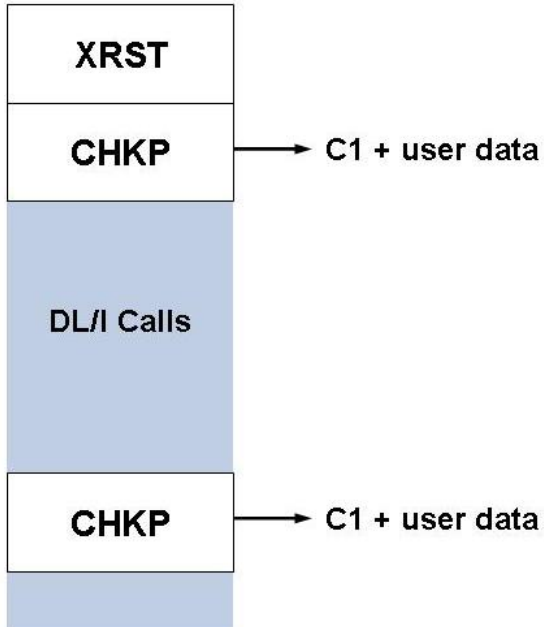 XRST
CHKP
C1 + user data
DL/I Calls
CHKP
C1 + user data